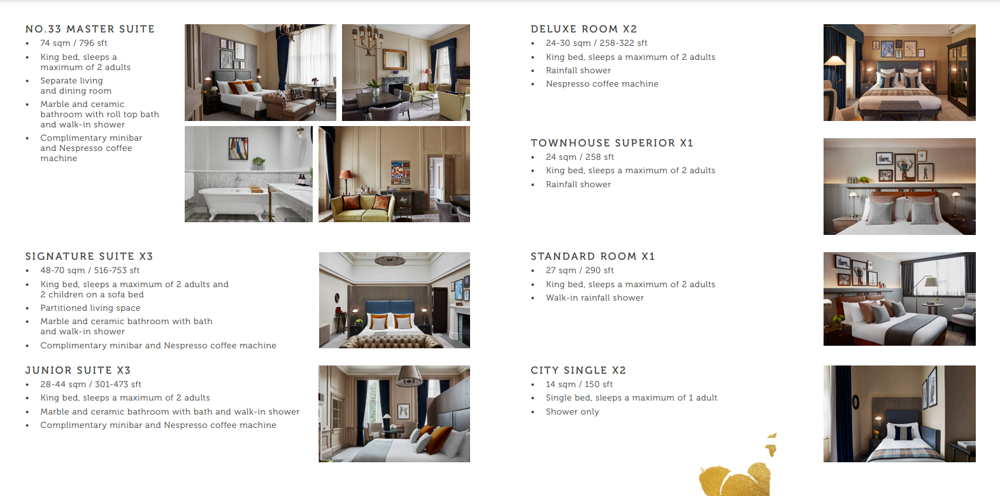 NO.33 MASTER SUITE
• 74 sqm / 796 sft
• King bed, sleeps a
maximum of 2 adults
• Separate living
and dining room
• Marble and ceramic
bathroom with roll top bath
and walk-in shower
• Complimentary minibar
and Nespresso coffee
machine
SIGNATURE SUITE X3
• 48-70 sqm / 516-753 sft
• King bed, sleeps a maximum of 2 adults and
2 children on a sofa bed
• Partitioned living space
• Marble and ceramic bathroom with bath
and walk-in shower
• Complimentary minibar and Nespresso coffee machine
JUNIOR SUITE X3
• 28-44 sqm / 301-473 sft
• King bed, sleeps a maximum of 2 adults
• Marble and ceramic bathroom with bath and walk-in shower
• Complimentary minibar and Nespresso coffee machine
DELUXE ROOM X2
• 24-30 sqm / 258-322 sft
• King bed, sleeps a maximum of 2 adults
• Rainfall shower
• Nespresso coffee machine
TOWNHOUSE SUPERIOR X1
• 24 sqm / 258 sft
• King bed, sleeps a maximum of 2 adults
• Rainfall shower
STANDARD ROOM X1
• 27 sqm / 290 sft
• King bed, sleeps a maximum of 2 adults
• Walk-in rainfall shower
CITY SINGLE X2
• 14 sqm / 150 sft
• Single bed, sleeps a maximum of 1 adult
• Shower only